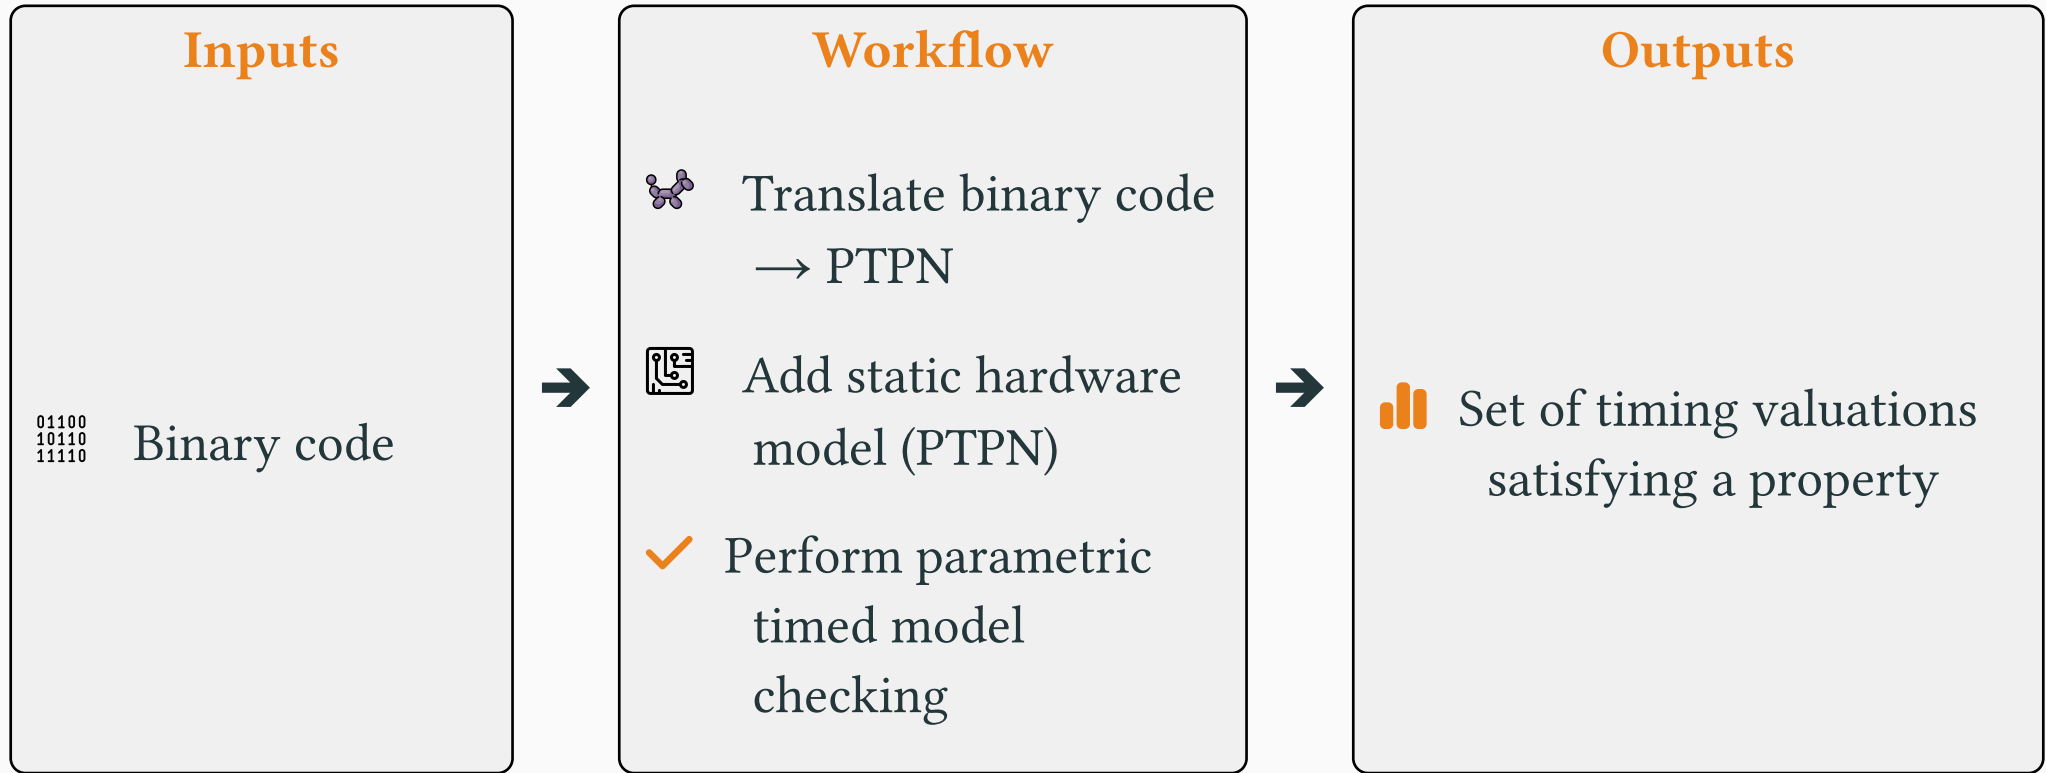 Inputs
01100
10110
11110
Binary code
Workflow
Translate binary code
⟶ PTPN
Add static hardware
model (PTPN)
Perform parametric
timed model
checking
Outputs
Set of timing valuations
satisfying a property